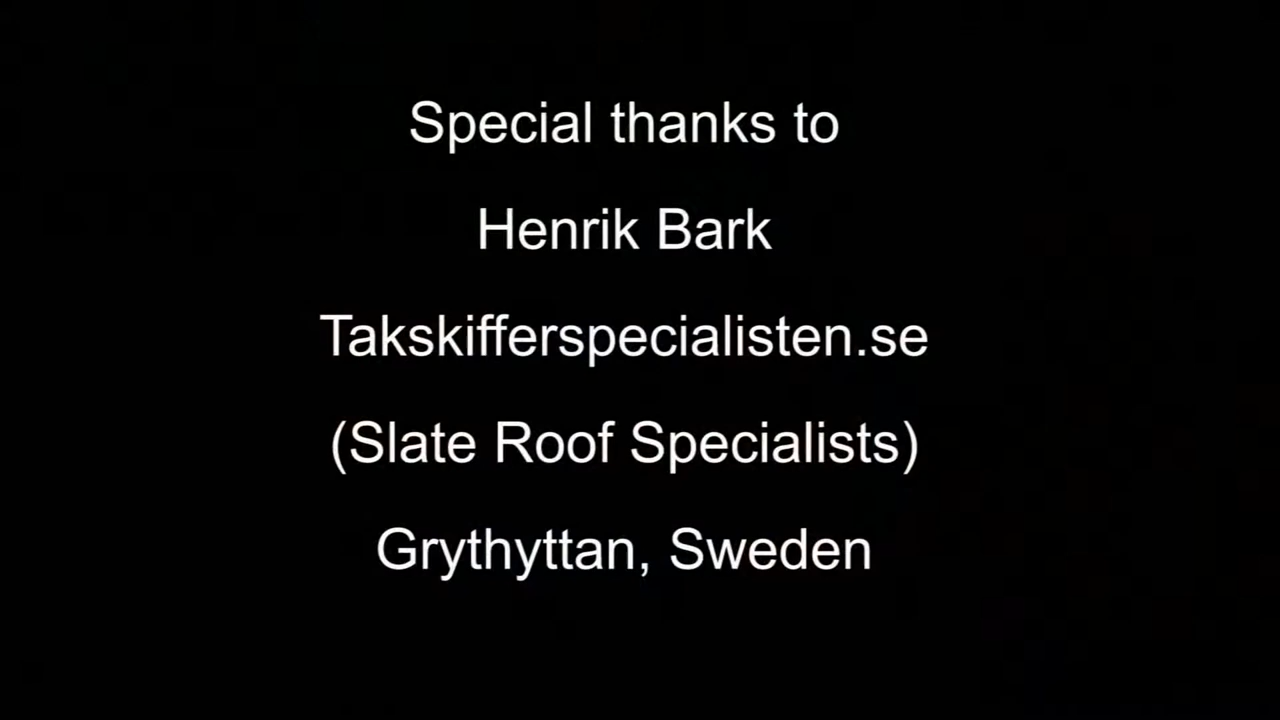 Special thanks to
Henrik Bark
Takskifferspecialisten.se
(Slate Roof Specialists)
Grythyttan, Sweden